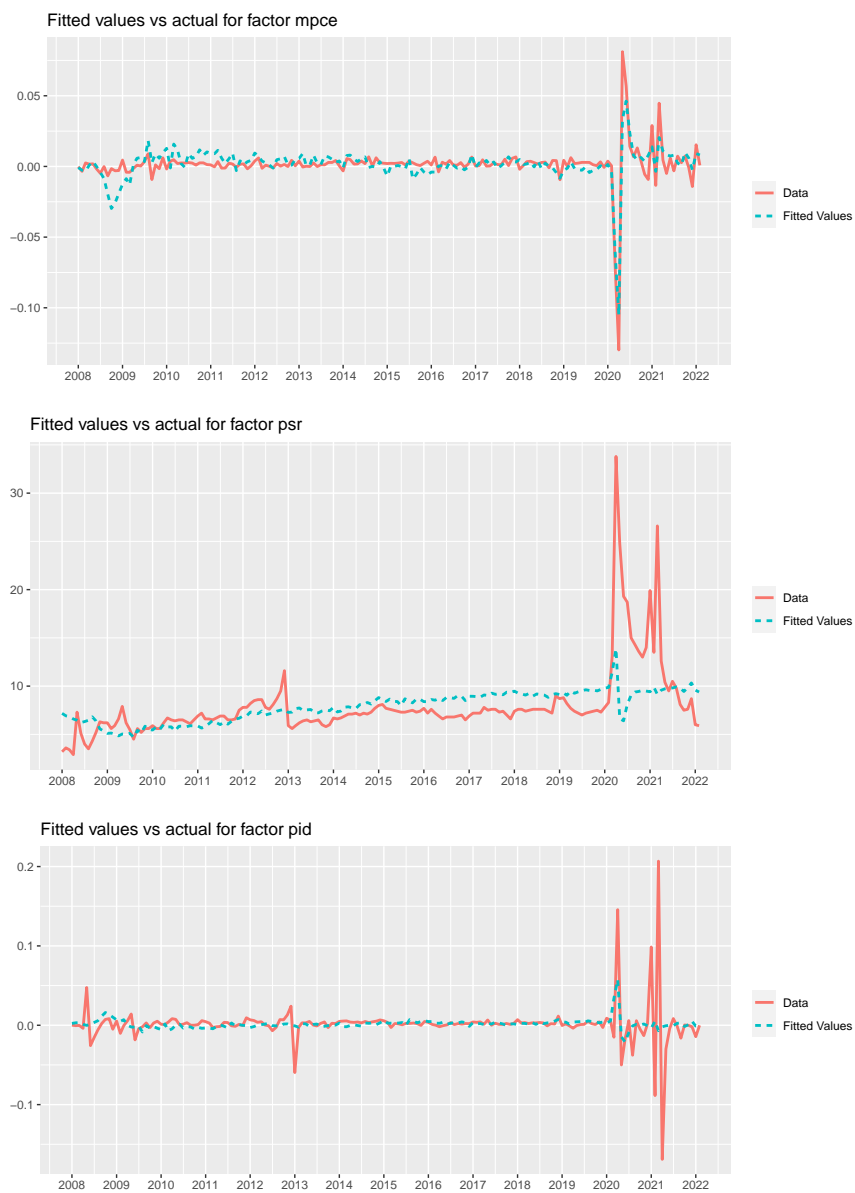 Fitted values vs actual for factor mpce
0.05
0.00
−0.05
−0.10
Data
Fitted Values
2008 2009 2010 2011 2012 2013 2014 2015 2016 2017 2018 2019 2020 2021 2022
Fitted values vs actual for factor psr
30
20
10
Data
Fitted Values
2008 2009 2010 2011 2012 2013 2014 2015 2016 2017 2018 2019 2020 2021 2022
Fitted values vs actual for factor pid
0.2
0.1
0.0
−0.1
Data
Fitted Values
2008 2009 2010 2011 2012 2013 2014 2015 2016 2017 2018 2019 2020 2021 2022